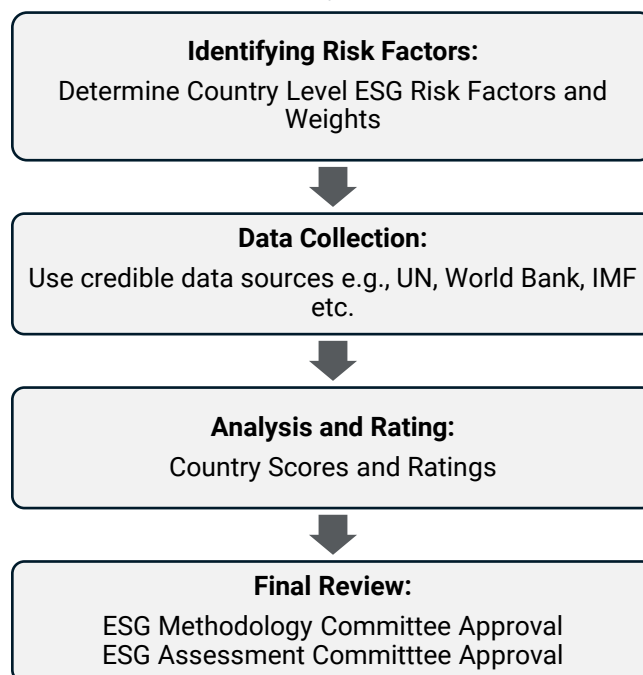 Identifying Risk Factors:
Determine Country Level ESG Risk Factors and
Weights
Data Collection:
Use credible data sources e.g., UN, World Bank, IMF
etc.
Analysis and Rating:
Country Scores and Ratings
Final Review:
ESG Methodology Committee Approval
ESG Assessment Committtee Approval